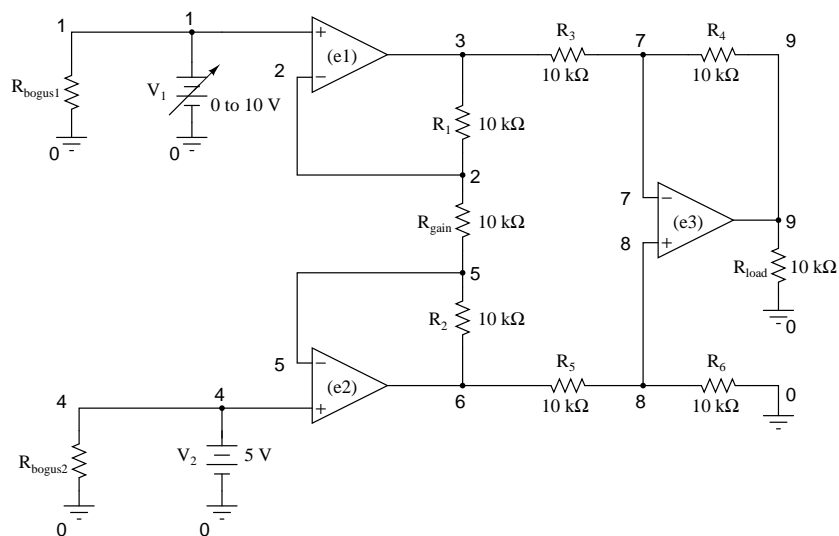 1 1 3 R3 7 R4 9
+ (e1) 10 kΩ 10 kΩ
Rbogus1 V1 0 to 10 V 2 −
R1 10 kΩ
0 0
2
7 − 9
Rgain 10 kΩ (e3)
8 +
5 Rload 10 kΩ
R2 10 kΩ
0
5 − R5 R6
4 4 (e2) 0
+ 6 10 kΩ 8 10 kΩ
Rbogus2 V2 5 V
0 0